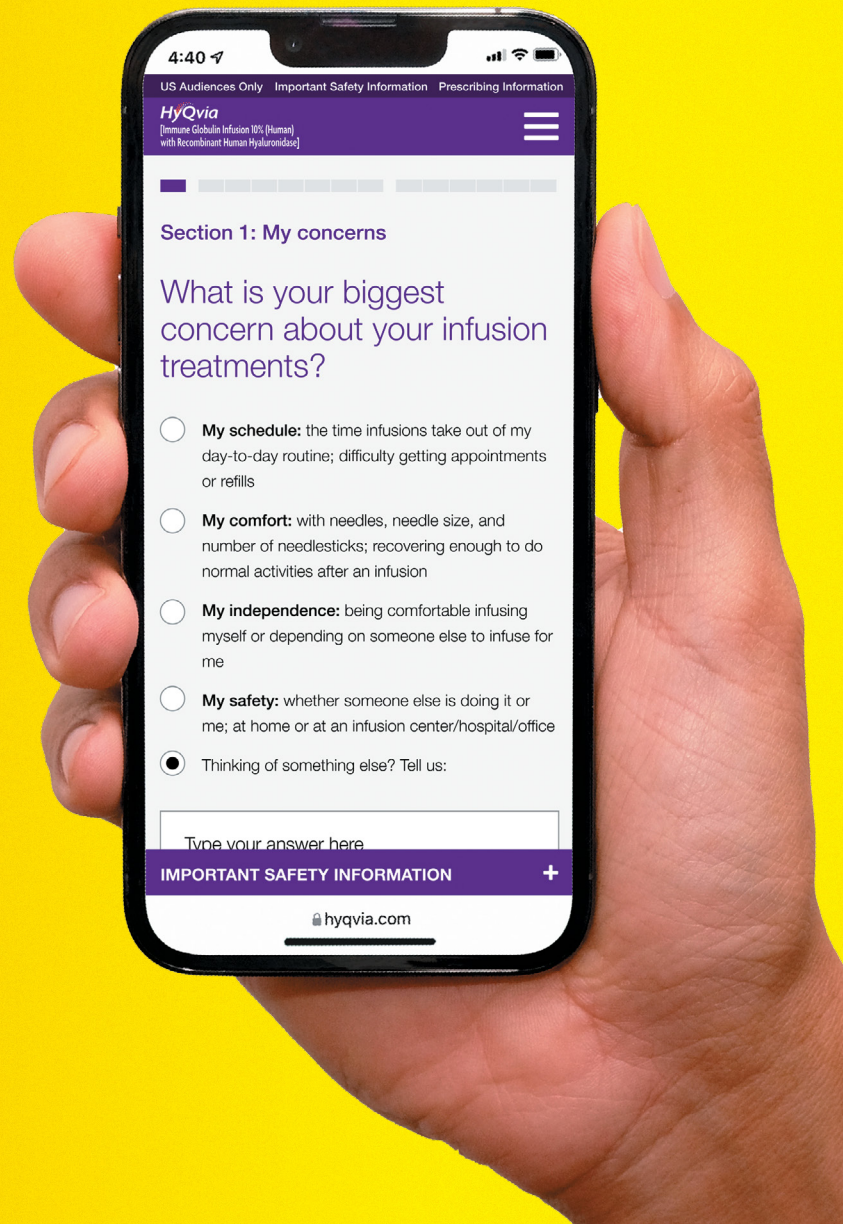 4:40
US Audiences Only Important Safety Information Prescribing Information
HyQvia
[Immune Globulin Infusion 10% (Human)
with Recombinant Human Hyaluronidase]
Section 1: My concerns
What is your biggest
concern about your infusion
treatments?
My schedule: the time infusions take out of my
day-to-day routine; difficulty getting appointments
or refills
My comfort: with needles, needle size, and
number of needlesticks; recovering enough to do
normal activities after an infusion
My independence: being comfortable infusing
myself or depending on someone else to infuse for
me
My safety: whether someone else is doing it or
me; at home or at an infusion center/hospital/office
Thinking of something else? Tell us:
Type your answer here
IMPORTANT SAFETY INFORMATION +
hyqvia.com